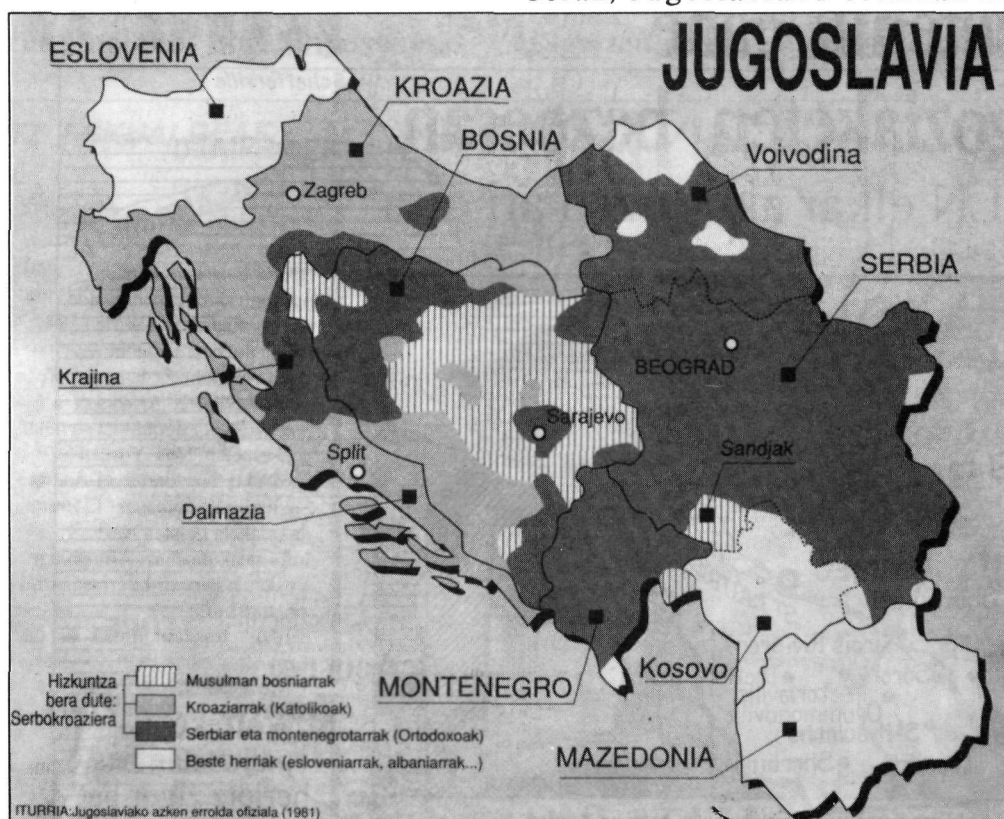 JUGOSLAVIA
ESLOVENIA
KROAZIA
BOSNIA
Voivodina
Zagreb
SERBIA
Krajina
BEOGRAD
Sarajevo
Split
Sandjak
Dalmazia
MONTENEGRO
Kosovo
MAZEDONIA
Hizkuntza
bera dute:
Serbokroaziera
Musulman bosniarrak
Kroaziarrak (Katolikoak)
Serbiar eta montenegrotarrak (Ortodoxoak)
Beste herriak (esloveniarrak, albaniarrak...)
ITURRIA:Jugoslaviako azken errolda ofiziala (1981)